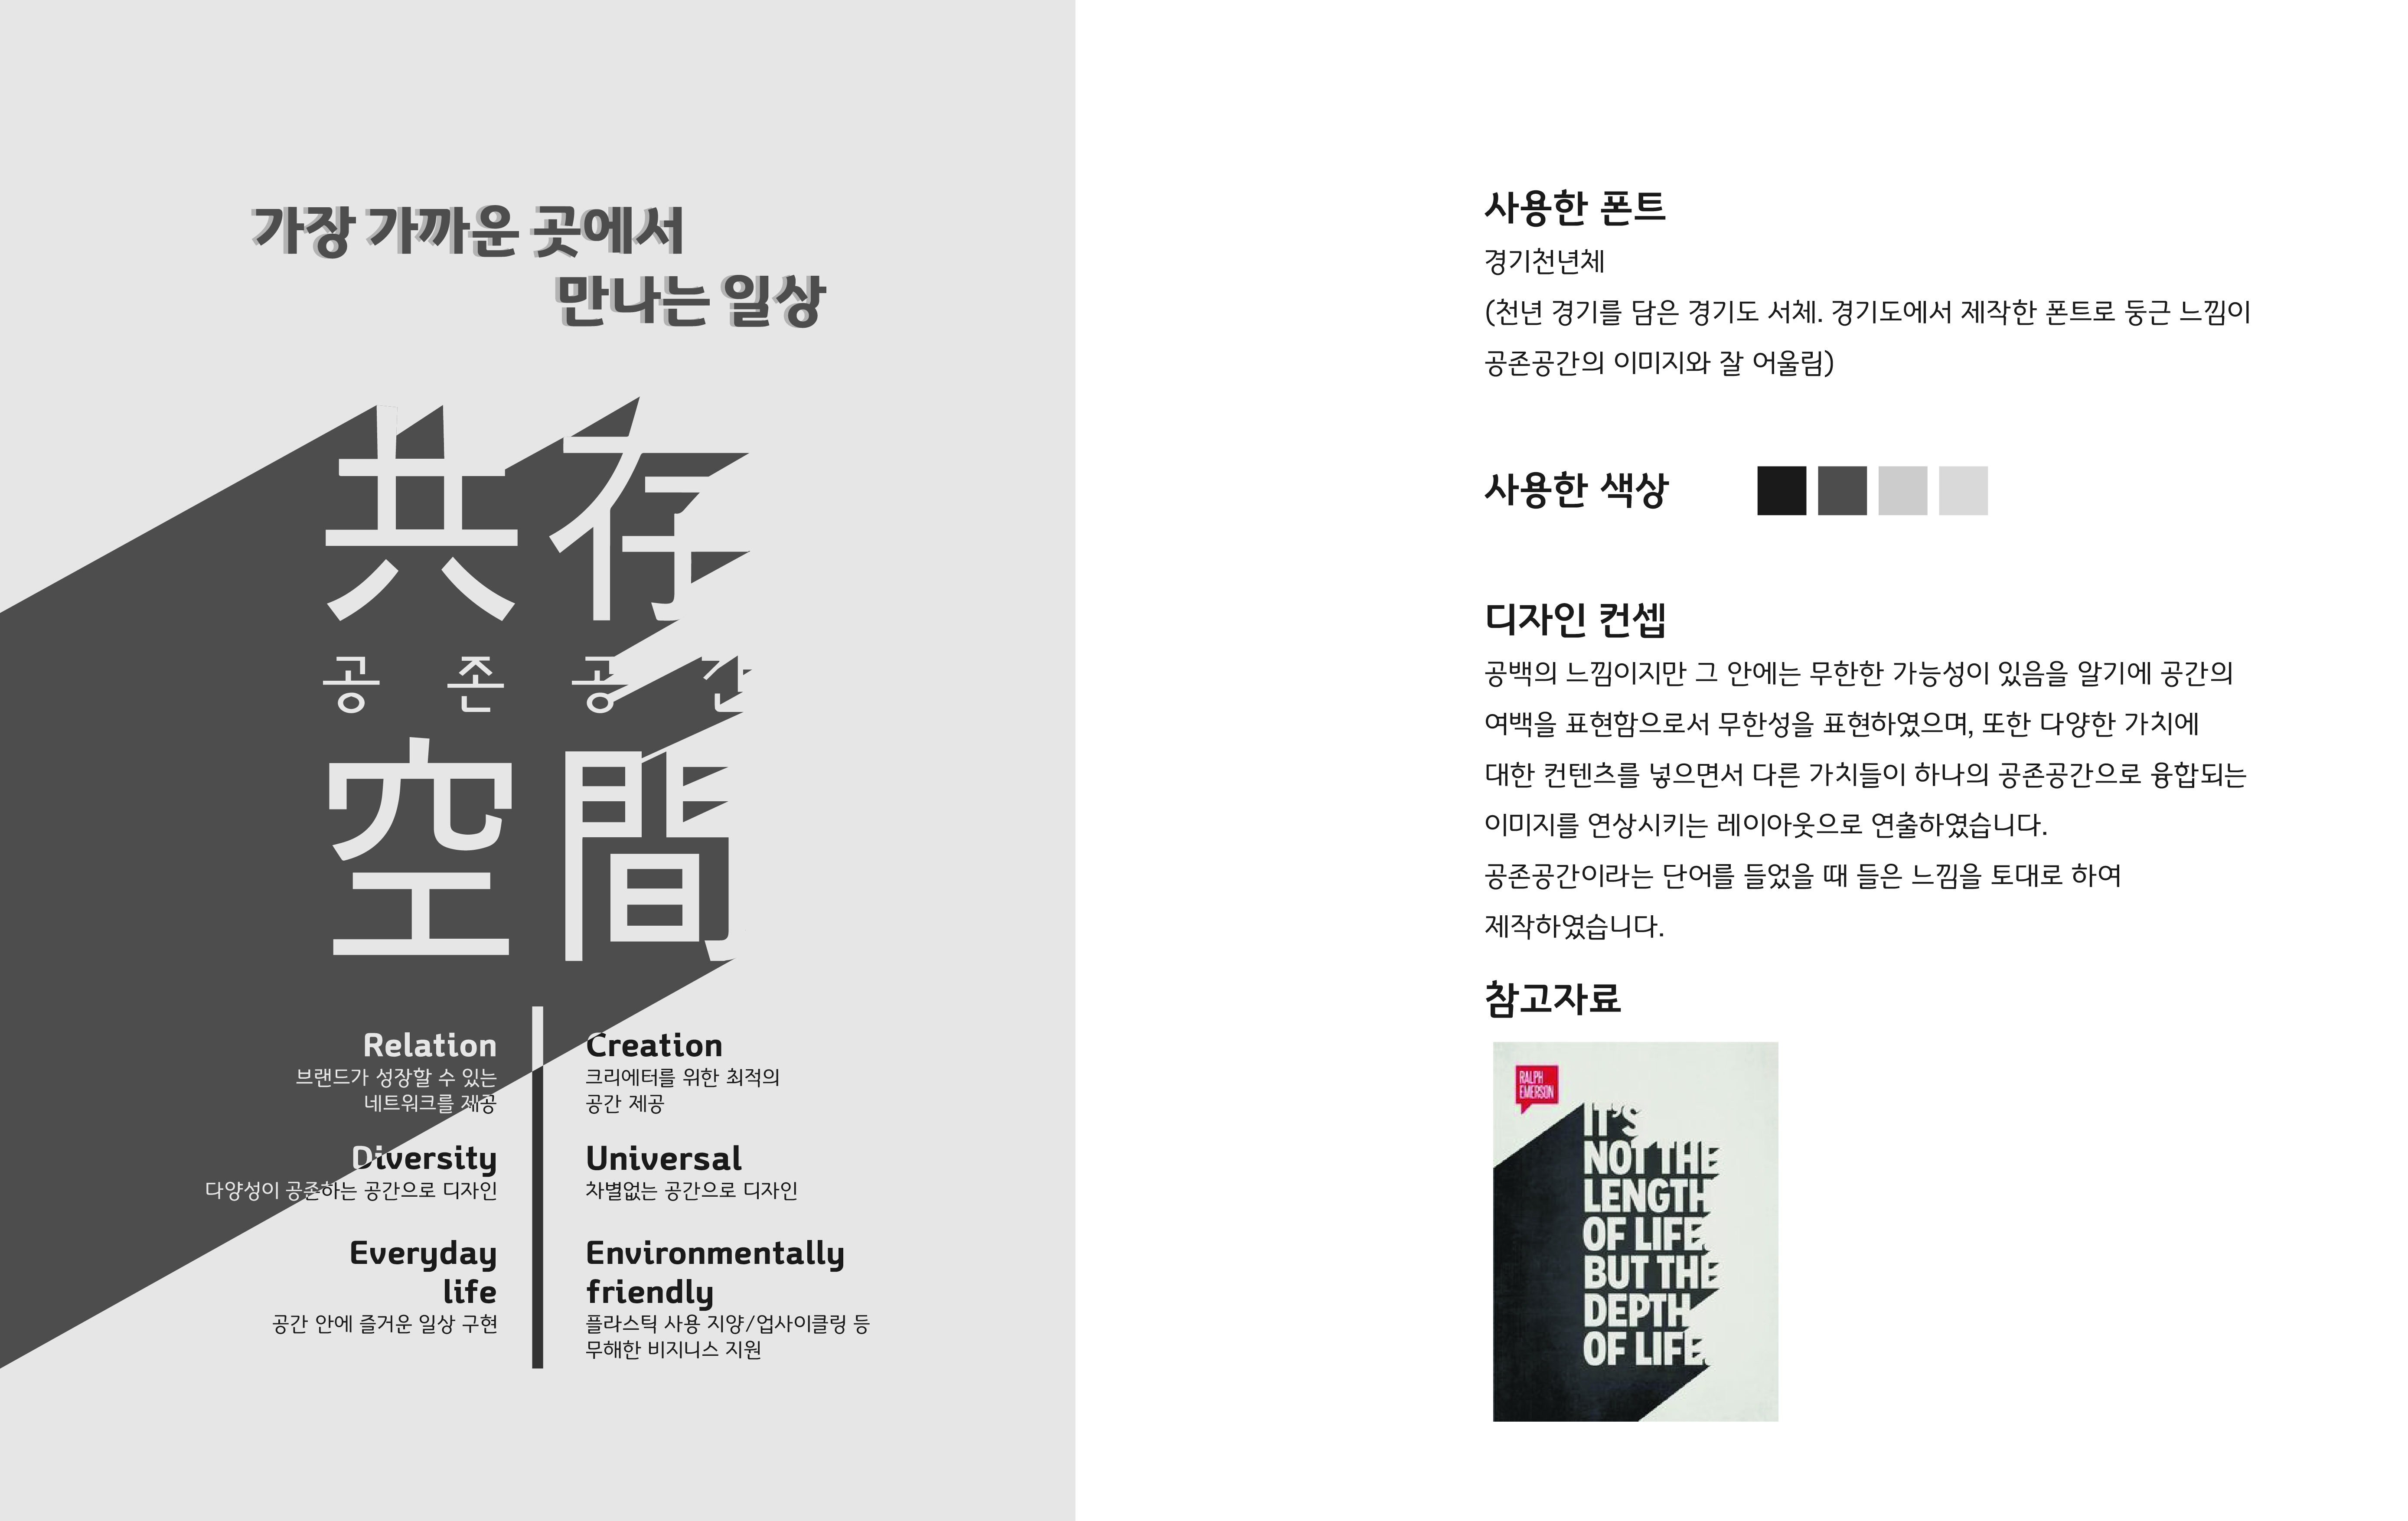 가장 가까운 곳에서
만나는 일상
共存
공존공간
空間
Relation
브랜드가 성장할 수 있는
네트워크를 제공
Diversity
다양성이 공존하는 공간으로 디자인
Everyday
life
공간 안에 즐거운 일상 구현
Creation
크리에터를 위한 최적의
공간 제공
Universal
차별없는 공간으로 디자인
Environmentally
friendly
플라스틱 사용 지양/업사이클링 등
무해한 비지니스 지원
사용한 폰트
경기천년체
(천년 경기를 담은 경기도 서체. 경기도에서 제작한 폰트로 둥근 느낌이
공존공간의 이미지와 잘 어울림)
사용한 색상
디자인 컨셉
공백의 느낌이지만 그 안에는 무한한 가능성이 있음을 알기에 공간의
여백을 표현함으로서 무한성을 표현하였으며, 또한 다양한 가치에
대한 컨텐츠를 넣으면서 다른 가치들이 하나의 공존공간으로 융합되는
이미지를 연상시키는 레이아웃으로 연출하였습니다.
공존공간이라는 단어를 들었을 때 들은 느낌을 토대로 하여
제작하였습니다.
참고자료
RALPH
EMERSON
IT'S
NOT THE
LENGTH
OF LIFE.
BUT THE
DEPTH
OF LIFE.